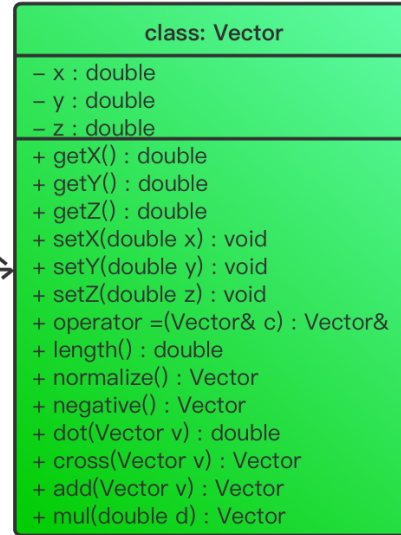 class: Vector
– x : double
– y : double
– z : double
+ getX() : double
+ getY() : double
+ getZ() : double
+ setX(double x) : void
+ setY(double y) : void
+ setZ(double z) : void
+ operator =(Vector& c) : Vector&
+ length() : double
+ normalize() : Vector
+ negative() : Vector
+ dot(Vector v) : double
+ cross(Vector v) : Vector
+ add(Vector v) : Vector
+ mul(double d) : Vector